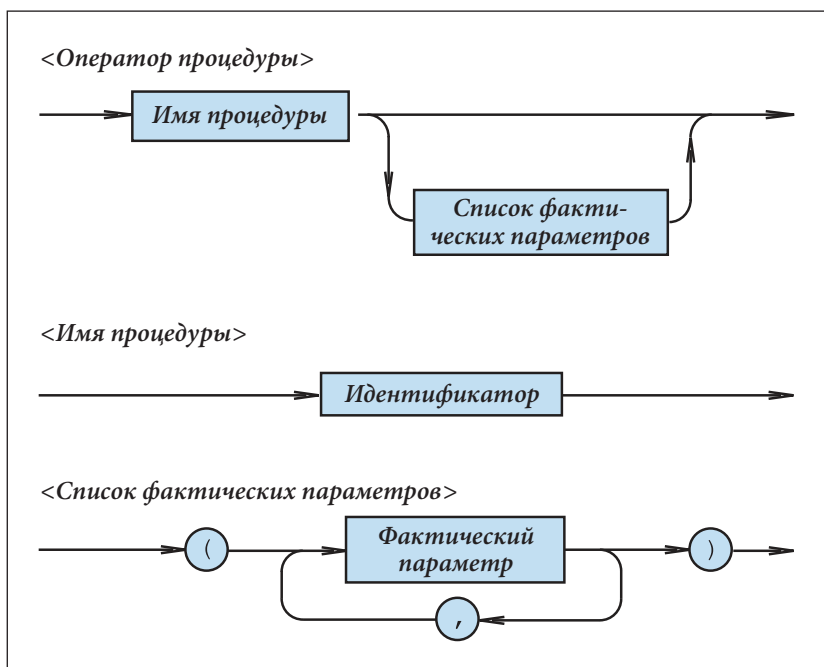 <Оператор процедуры>
Имя процедуры
Список факти-
ческих параметров
<Имя процедуры>
Идентификатор
<Список фактических параметров>
(
Фактический
параметр
)
,